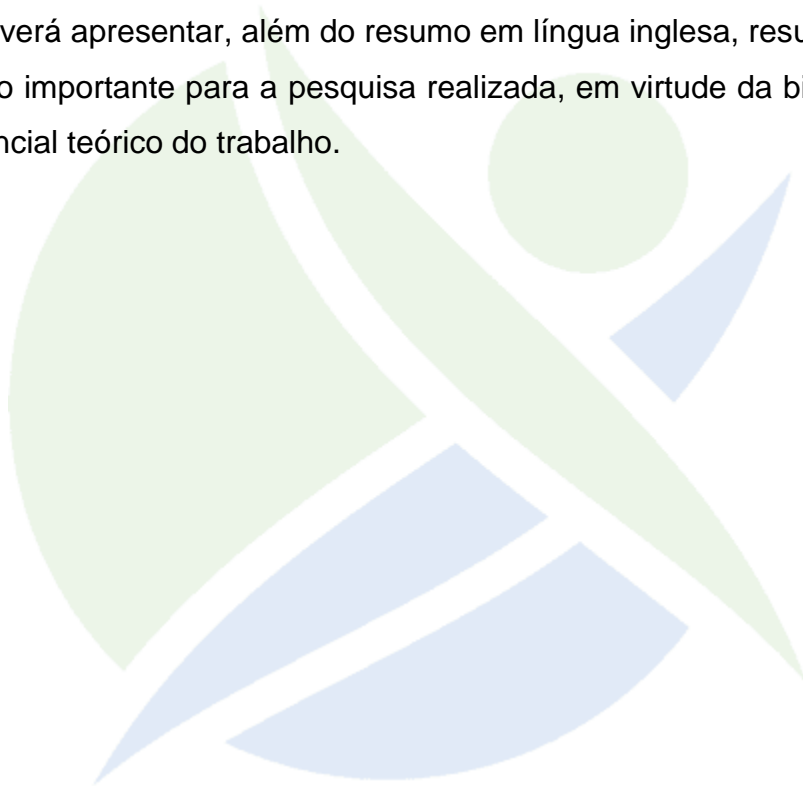 verá apresentar, além do resumo em língua inglesa, resu
o importante para a pesquisa realizada, em virtude da bi
ncial teórico do trabalho.